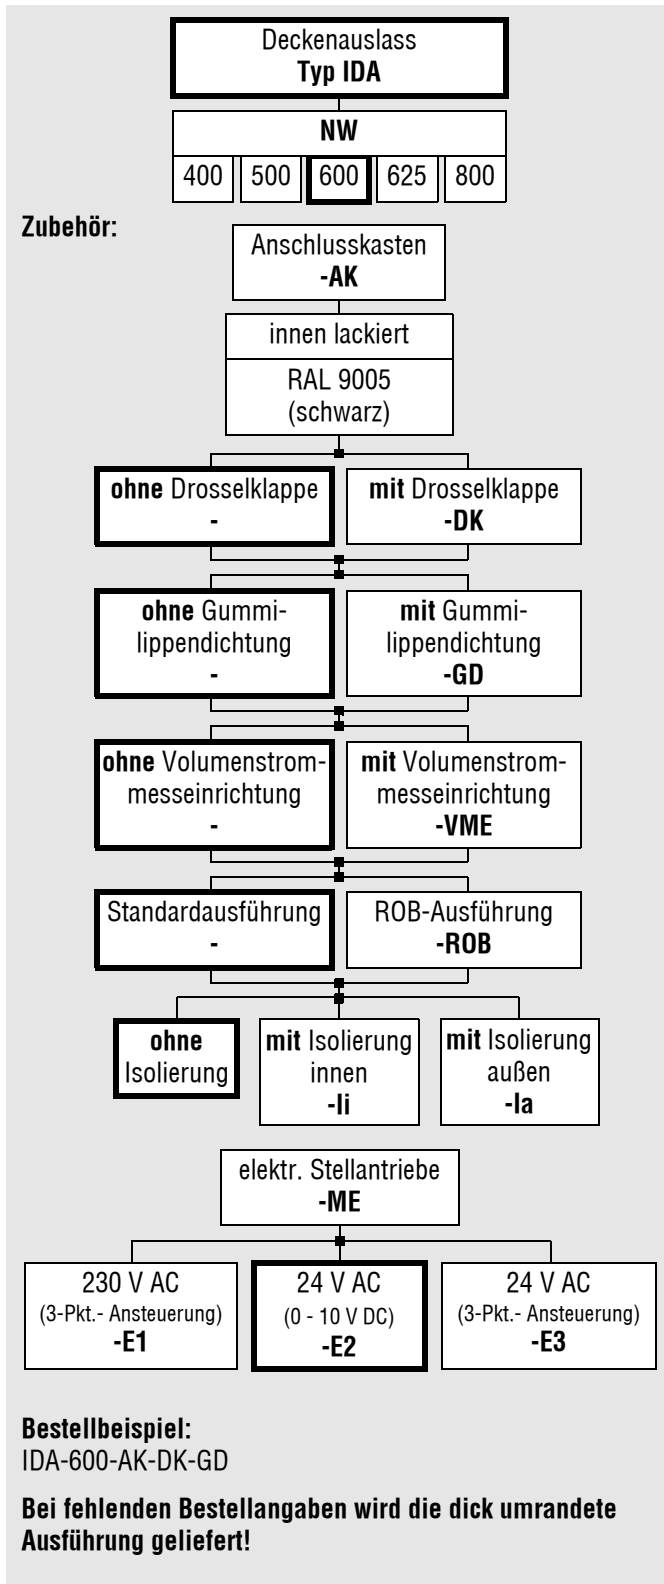 Deckenauslass
Typ IDA
NW
400 500 600 625 800
Zubehör:
Anschlusskasten
-AK
innen lackiert
RAL 9005
(schwarz)
ohne Drosselklappe
-
mit Drosselklappe
-DK
ohne Gummi-
lippendichtung
-
mit Gummi-
lippendichtung
-GD
ohne Volumenstrom-
messeinrichtung
-
mit Volumenstrom-
messeinrichtung
-VME
Standardausführung
-
ROB-Ausführung
-ROB
ohne
Isolierung
mit Isolierung
innen
-Ii
mit Isolierung
außen
-Ia
elektr. Stellantriebe
-ME
230 V AC
(3-Pkt.- Ansteuerung)
-E1
24 V AC
(0 - 10 V DC)
-E2
24 V AC
(3-Pkt.- Ansteuerung)
-E3
Bestellbeispiel:
IDA-600-AK-DK-GD
Bei fehlenden Bestellangaben wird die dick umrandete
Ausführung geliefert!